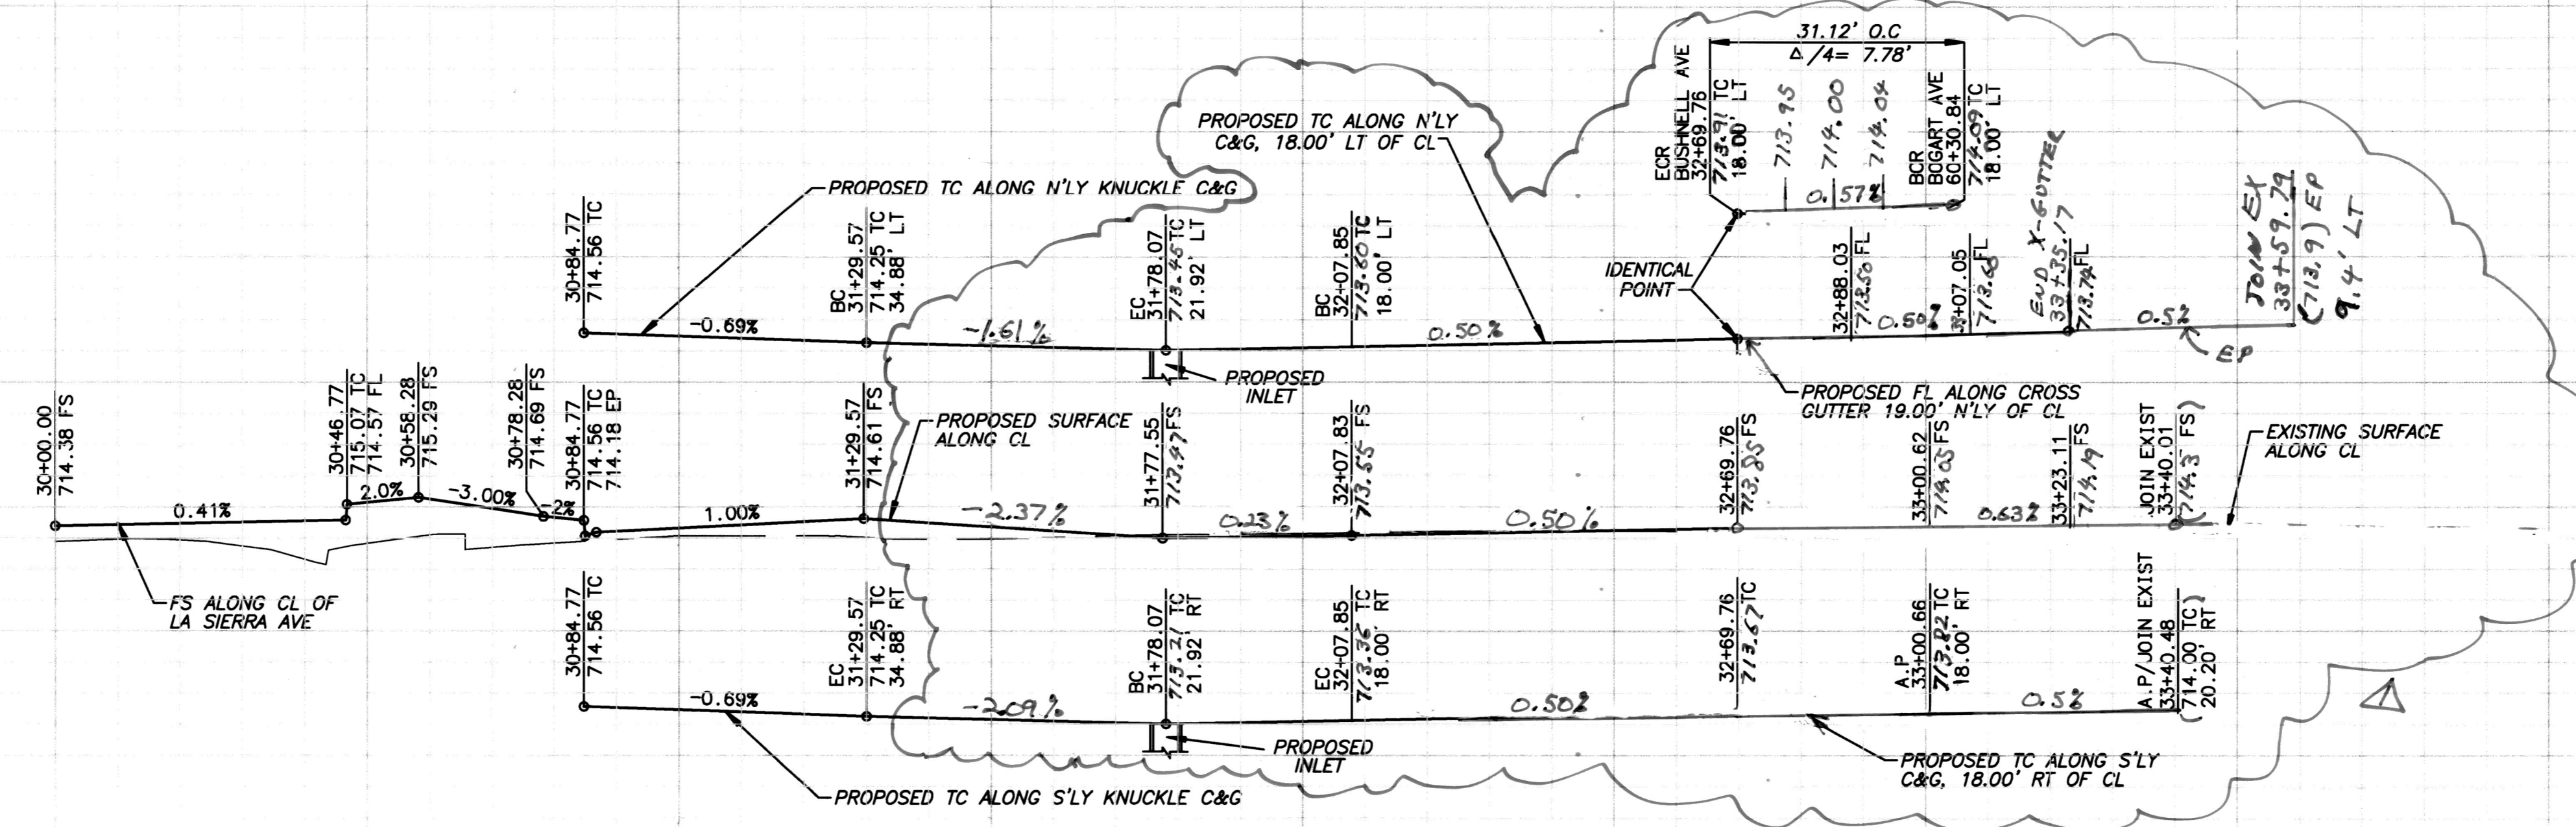 31.12' O.C
Δ/4= 7.78'
ECR
BUSHNELL AVE
32+69.76
713.91 TC
18.00' LT
713.95
714.00
714.04
BCR
BOGART AVE
60+30.84
714.09 TC
18.00' LT
0.57%
PROPOSED TC ALONG N'LY
C&G, 18.00' LT OF CL
PROPOSED TC ALONG N'LY KNUCKLE C&G
30+84.77
714.56 TC
-0.69%
BC
31+29.57
714.25 TC
34.88' LT
-1.61%
EC
31+78.07
713.45 TC
21.92' LT
PROPOSED
INLET
BC
32+07.85
713.60 TC
18.00' LT
0.50%
IDENTICAL
POINT
32+88.03
713.50 FL
0.50%
33+07.05
713.60 FL
END X-GUTTER
33+35.17
713.74 FL
0.5%
EP
JOIN EX
33+59.79
(713.9) EP
9.4' LT
PROPOSED FL ALONG CROSS
GUTTER 19.00' N'LY OF CL
30+00.00
714.38 FS
0.41%
30+46.77
715.07 TC
714.57 FL
2.0%
30+58.28
715.29 FS
-3.00%
30+78.28
714.69 FS
-2%
30+84.77
714.56 TC
714.18 EP
1.00%
31+29.57
714.61 FS
PROPOSED SURFACE
ALONG CL
-2.37%
31+77.55
713.47 FS
0.23%
32+07.83
713.55 FS
0.50%
32+69.76
713.85 FS
33+00.62
714.05 FS
0.63%
33+23.11
714.19 FS
JOIN EXIST
33+40.01
(714.3 FS)
EXISTING SURFACE
ALONG CL
FS ALONG CL OF
LA SIERRA AVE
30+84.77
714.56 TC
-0.69%
EC
31+29.57
714.25 TC
34.88' RT
-2.09%
BC
31+78.07
713.21 TC
21.92' RT
PROPOSED
INLET
EC
32+07.85
713.36 TC
18.00' RT
0.50%
32+69.76
713.67 TC
A.P
33+00.66
713.82 TC
18.00' RT
0.5%
A.P/JOIN EXIST
33+40.48
(714.00 TC)
20.20' RT
PROPOSED TC ALONG S'LY
C&G, 18.00' RT OF CL
PROPOSED TC ALONG S'LY KNUCKLE C&G